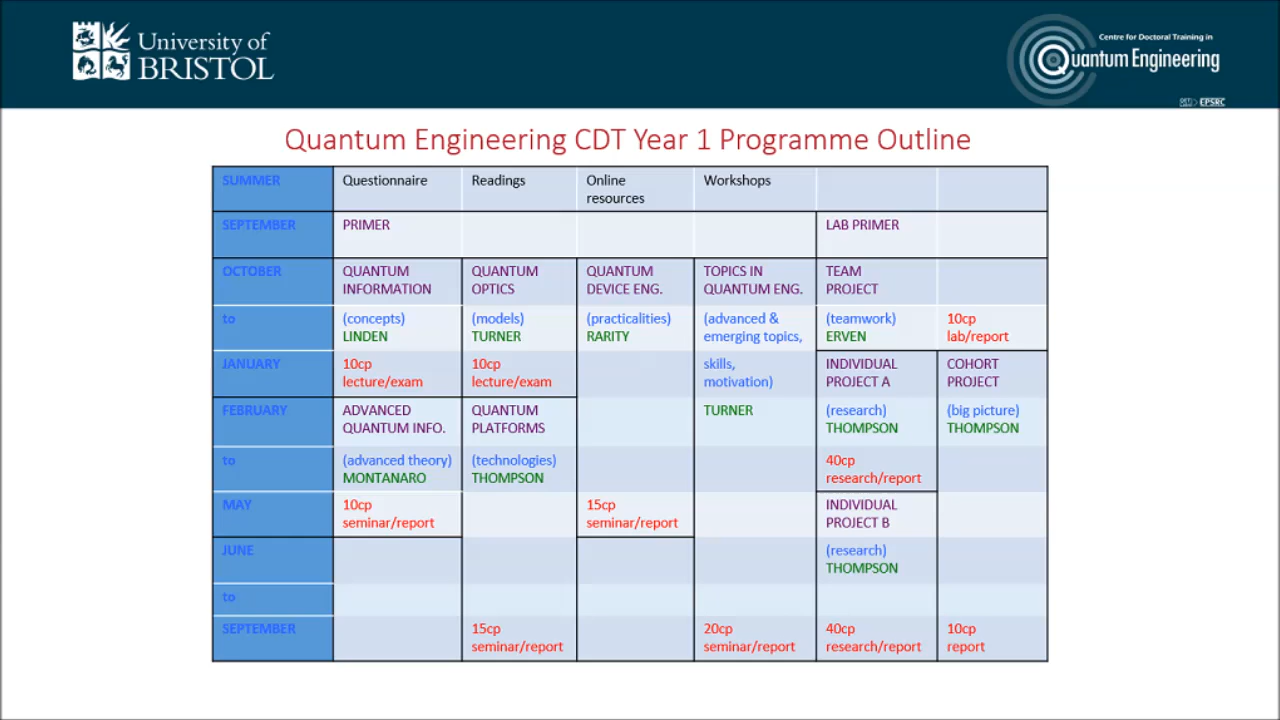 University of
BRISTOL
Centre for Doctoral Training in
Quantum Engineering
EPSRC
Quantum Engineering CDT Year 1 Programme Outline
SUMMER Questionnaire Readings Online resources Workshops
SEPTEMBER PRIMER LAB PRIMER
OCTOBER QUANTUM INFORMATION QUANTUM OPTICS QUANTUM DEVICE ENG. TOPICS IN QUANTUM ENG. TEAM PROJECT
to (concepts) LINDEN (models) TURNER (practicalities) RARITY (advanced & emerging topics, (teamwork) ERVEN 10cp lab/report
JANUARY 10cp lecture/exam 10cp lecture/exam skills, motivation) INDIVIDUAL PROJECT A COHORT PROJECT
FEBRUARY ADVANCED QUANTUM INFO. QUANTUM PLATFORMS TURNER (research) THOMPSON (big picture) THOMPSON
to (advanced theory) MONTANARO (technologies) THOMPSON 40cp research/report
MAY 10cp seminar/report 15cp seminar/report INDIVIDUAL PROJECT B
JUNE (research) THOMPSON
to
SEPTEMBER 15cp seminar/report 20cp seminar/report 40cp research/report 10cp report